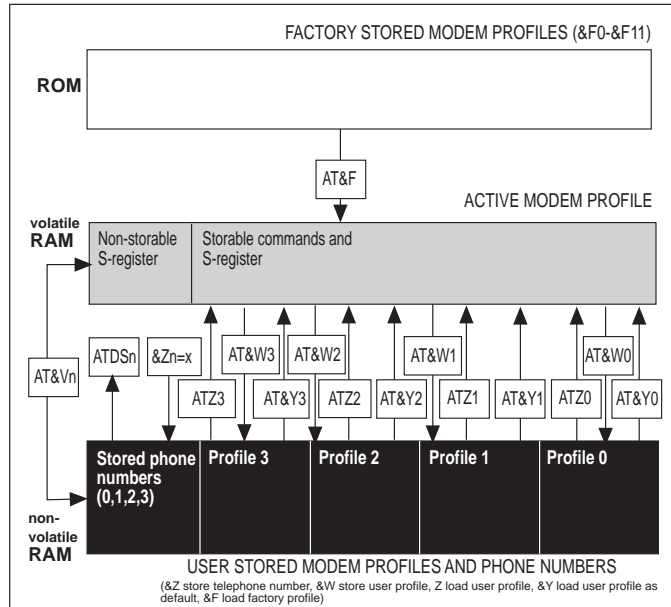 FACTORY STORED MODEM PROFILES (&F0-&F11)
ROM
AT&F
ACTIVE MODEM PROFILE
volatile
RAM
Non-storable
S-register
Storable commands and
S-register
AT&Vn
ATDSn
&Zn=x
ATZ3
AT&W3
AT&Y3
AT&W2
ATZ2
AT&Y2
AT&W1
ATZ1
AT&Y1
ATZ0
AT&W0
AT&Y0
Stored phone
numbers
(0,1,2,3)
Profile 3
Profile 2
Profile 1
Profile 0
non-
volatile
RAM
USER STORED MODEM PROFILES AND PHONE NUMBERS
(&Z store telephone number, &W store user profile, Z load user profile, &Y load user profile as
default, &F load factory profile)